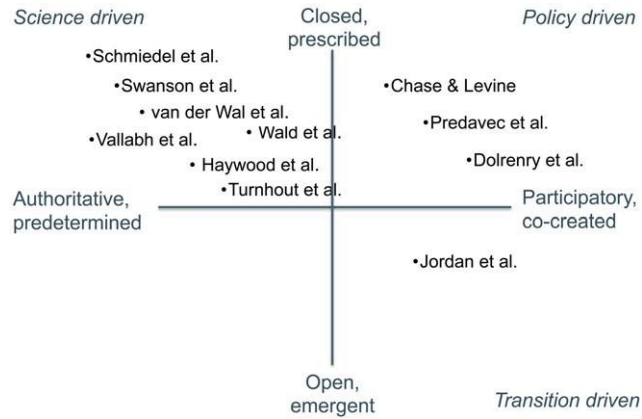 Science driven
Closed,
prescribed
Policy driven
•Schmiedel et al.
•Swanson et al.
•Chase & Levine
• van der Wal et al.
•Predavec et al.
• Wald et al.
•Vallabh et al.
•Dolrenry et al.
• Haywood et al.
•Turnhout et al.
Authoritative,
predetermined
Participatory,
co-created
•Jordan et al.
Open,
emergent
Transition driven